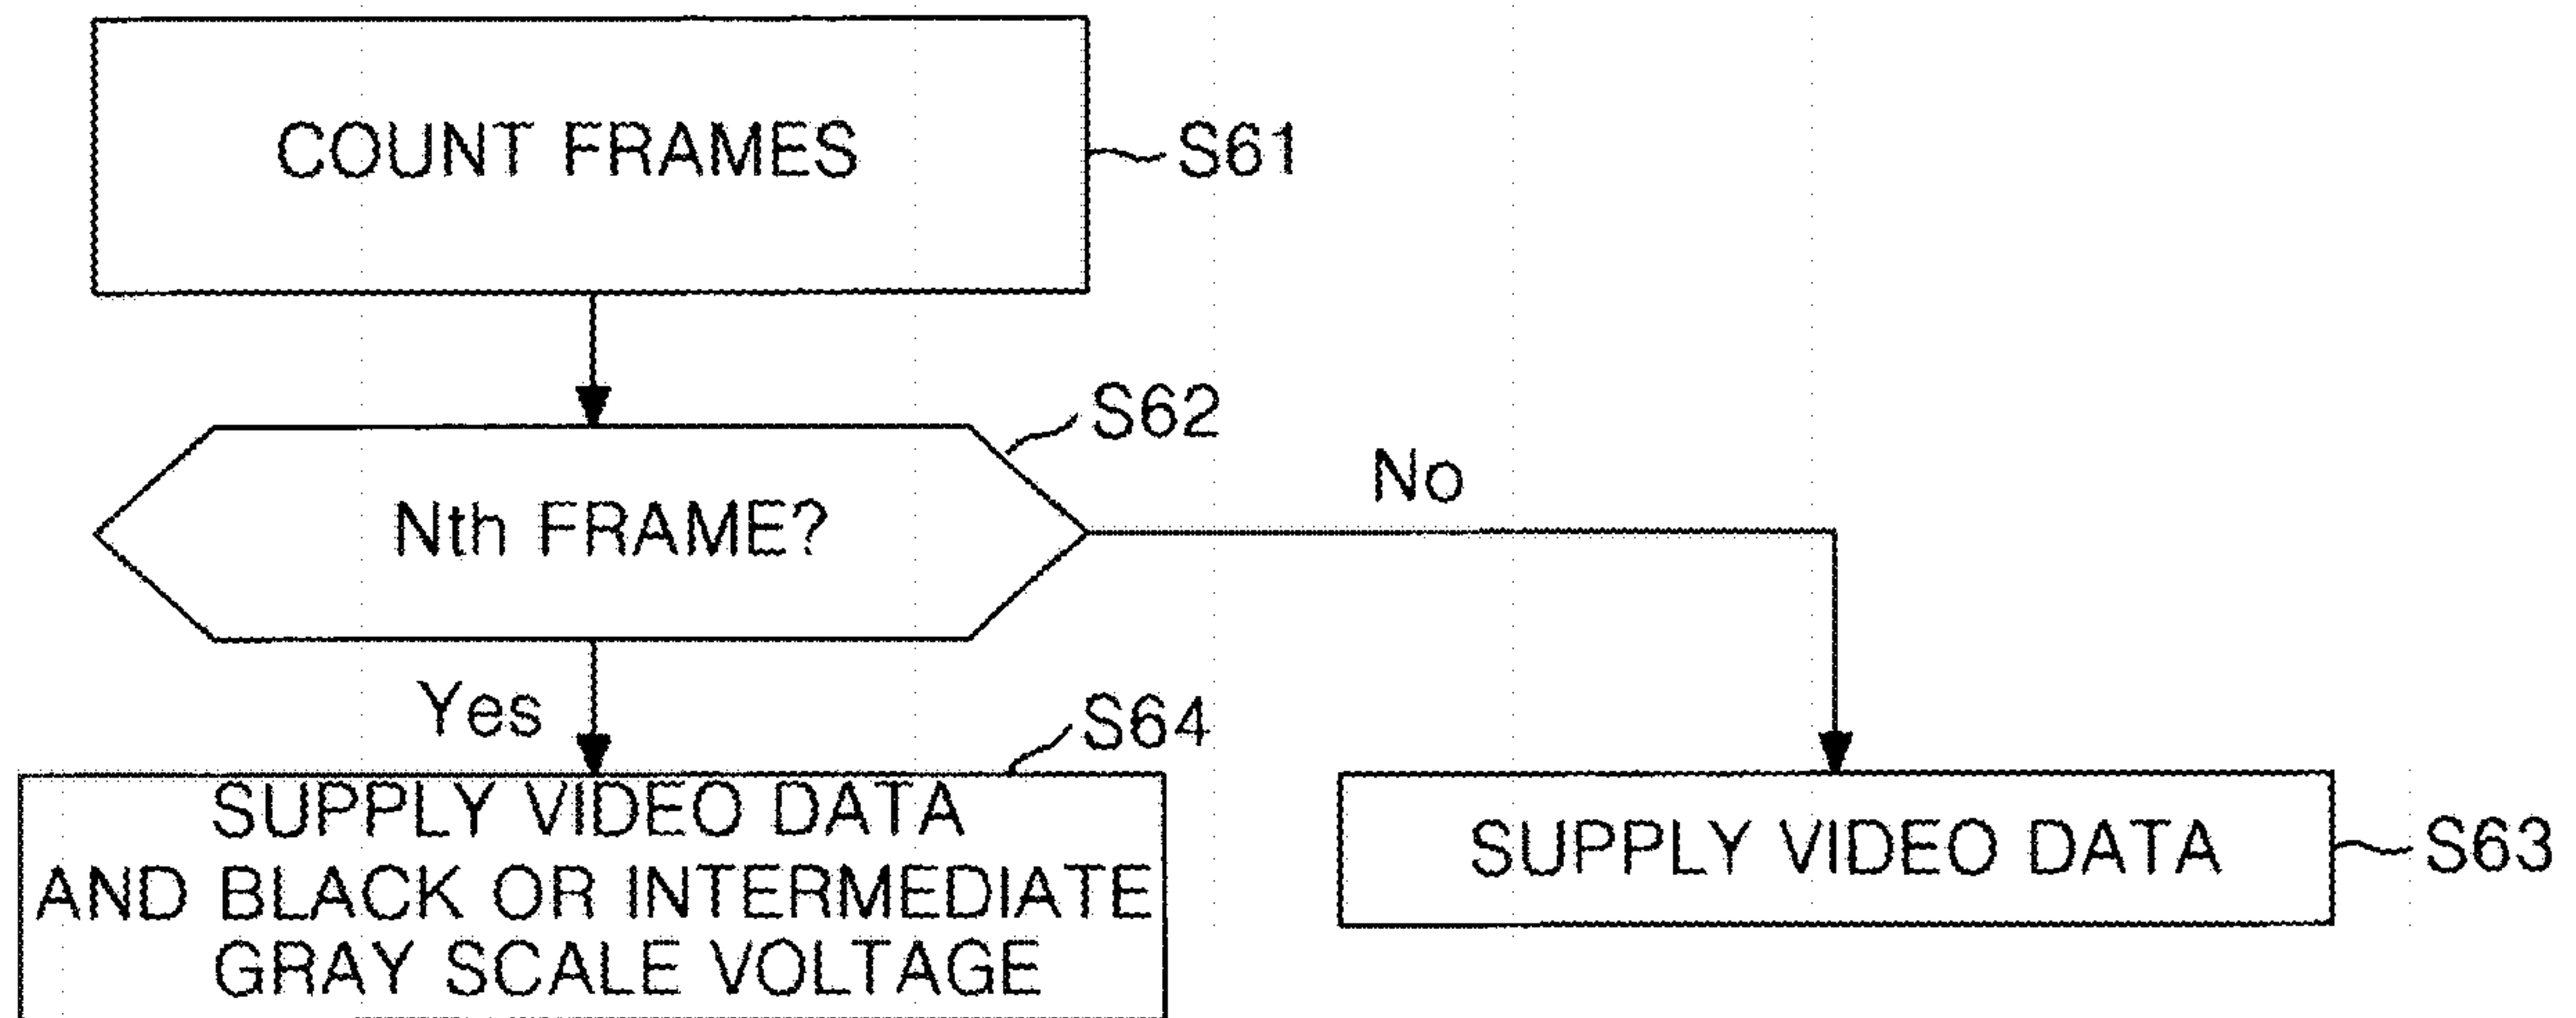 COUNT FRAMES
S61
S62
Nth FRAME?
No
Yes
S64
SUPPLY VIDEO DATA
AND BLACK OR INTERMEDIATE
GRAY SCALE VOLTAGE
SUPPLY VIDEO DATA
S63